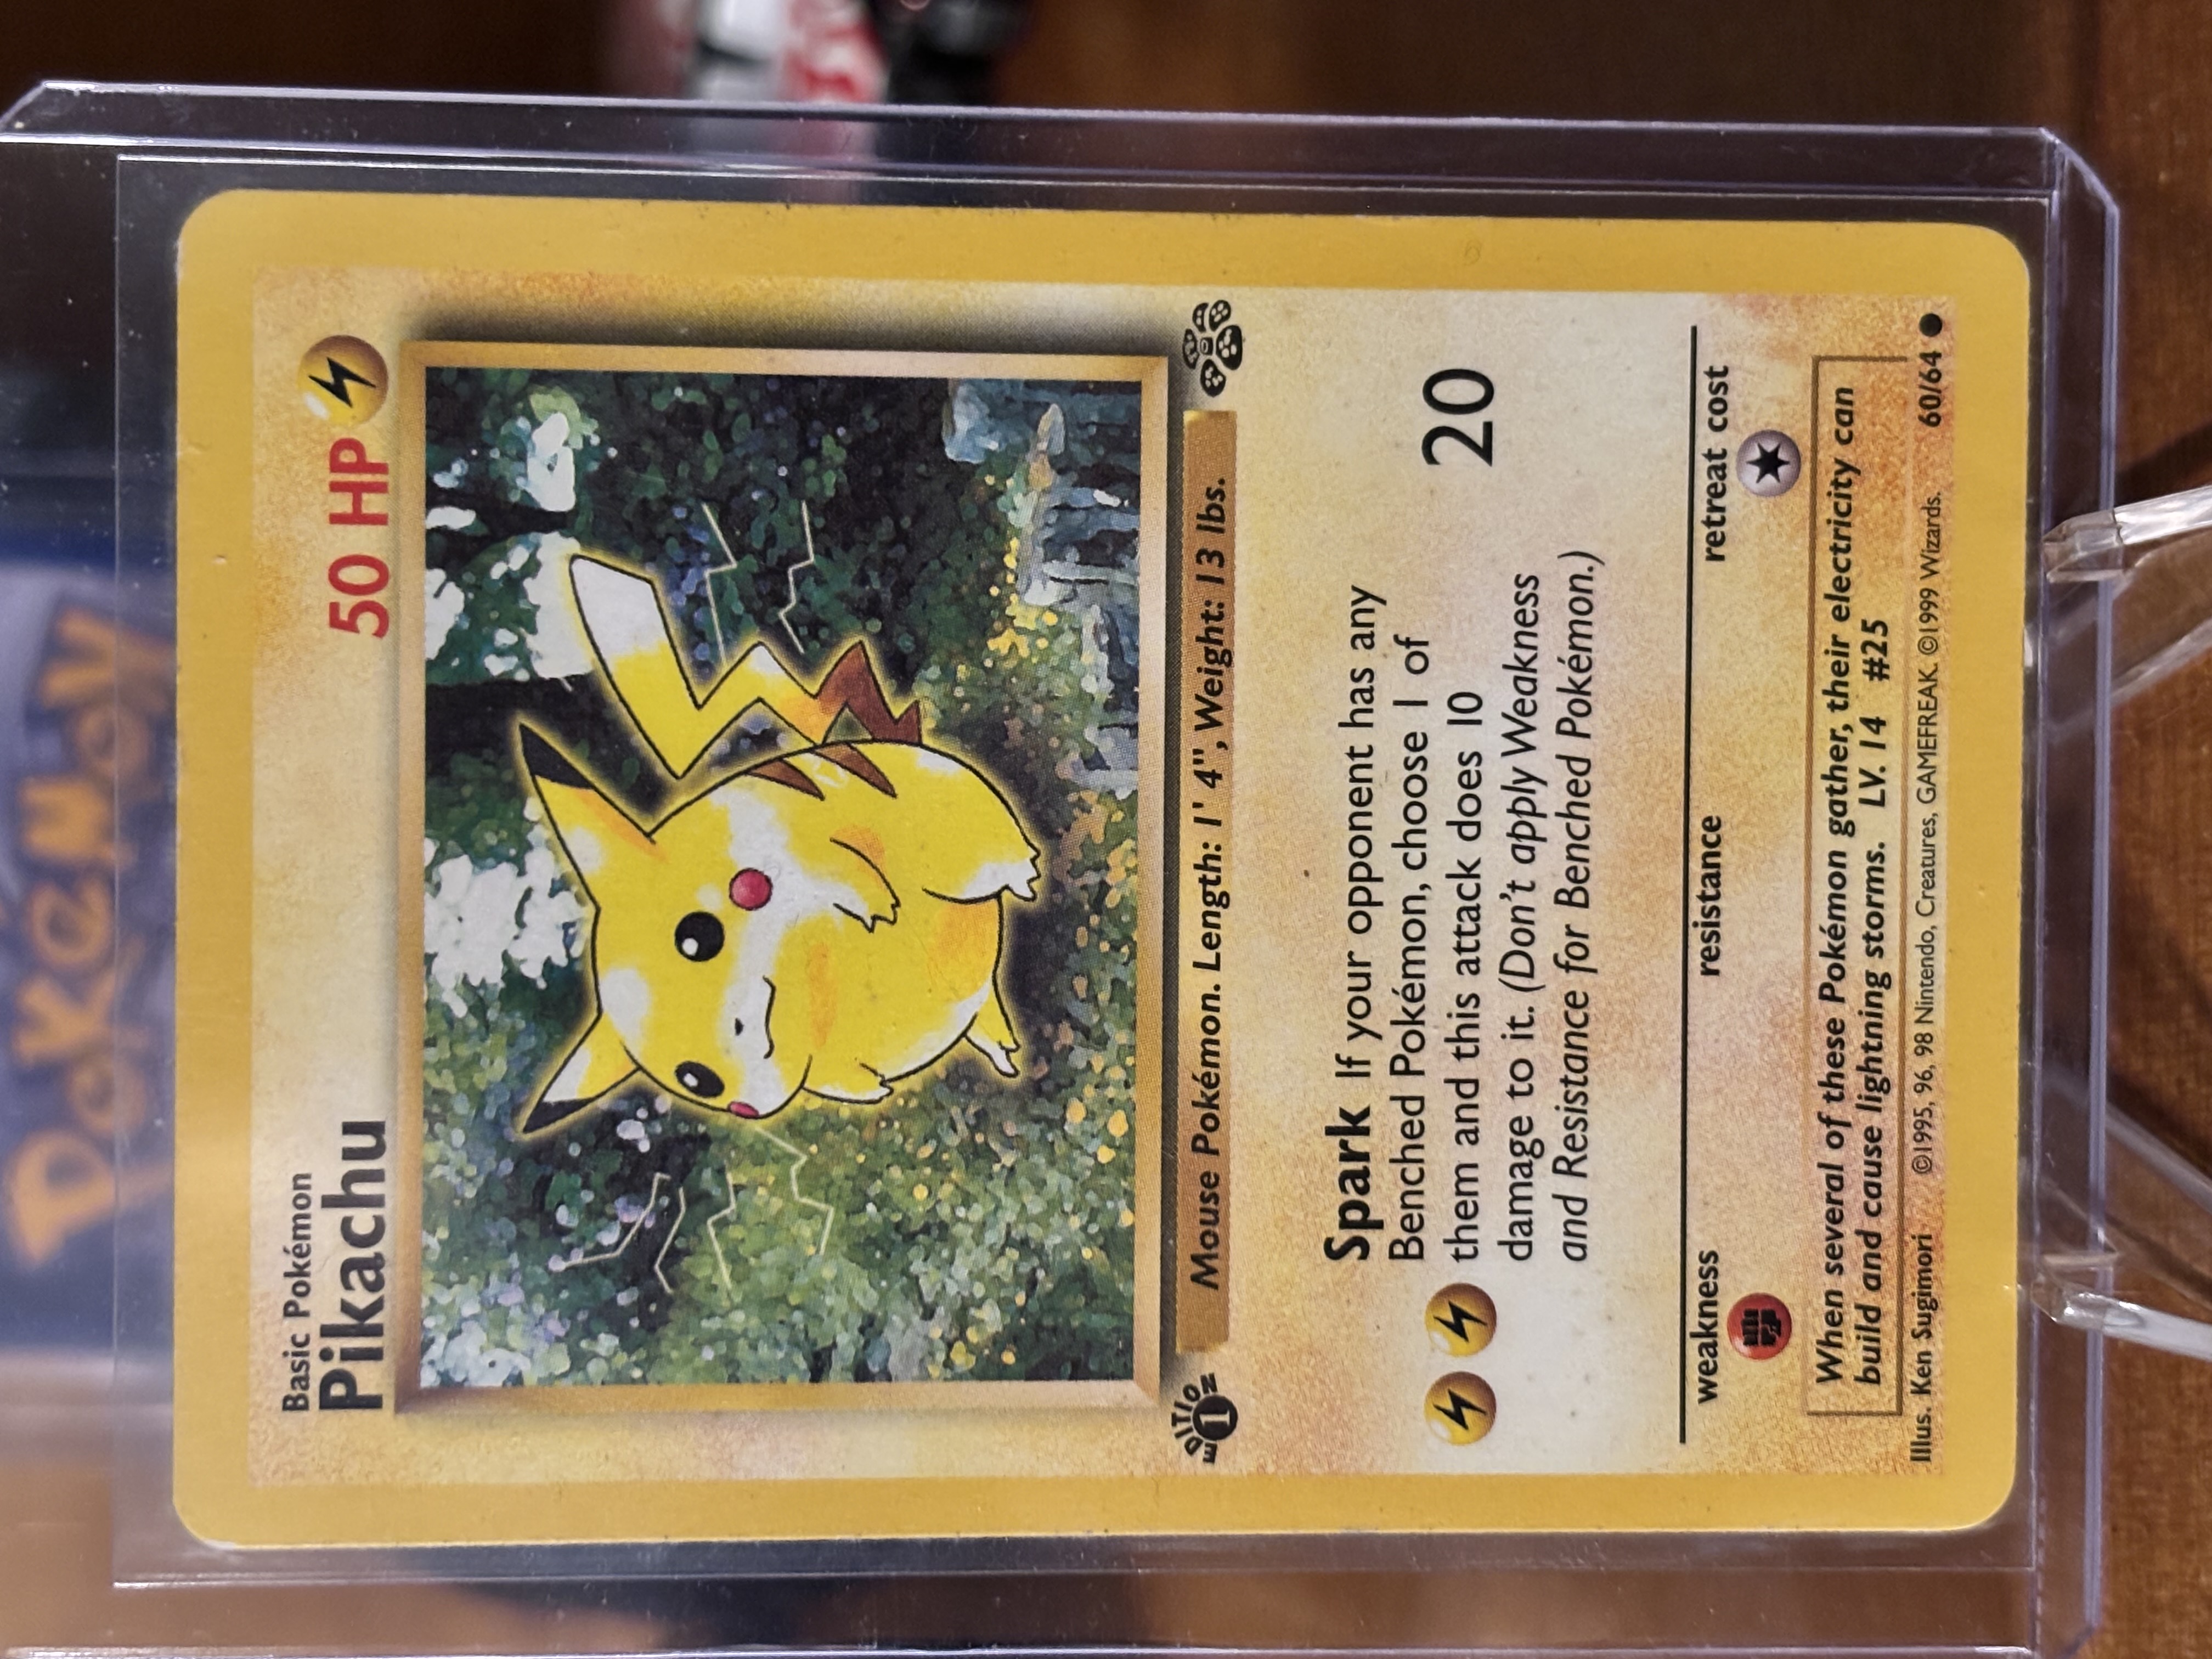 POKéMON
Basic Pokémon
Pikachu
50 HP
EDITION
1
Mouse Pokémon. Length: 1' 4", Weight: 13 lbs.
Spark If your opponent has any
Benched Pokémon, choose 1 of
them and this attack does 10
damage to it. (Don't apply Weakness
and Resistance for Benched Pokémon.)
20
weakness
resistance
retreat cost
When several of these Pokémon gather, their electricity can
build and cause lightning storms. LV. 14 #25
Illus. Ken Sugimori ©1995, 96, 98 Nintendo, Creatures, GAMEFREAK. ©1999 Wizards. 60/64